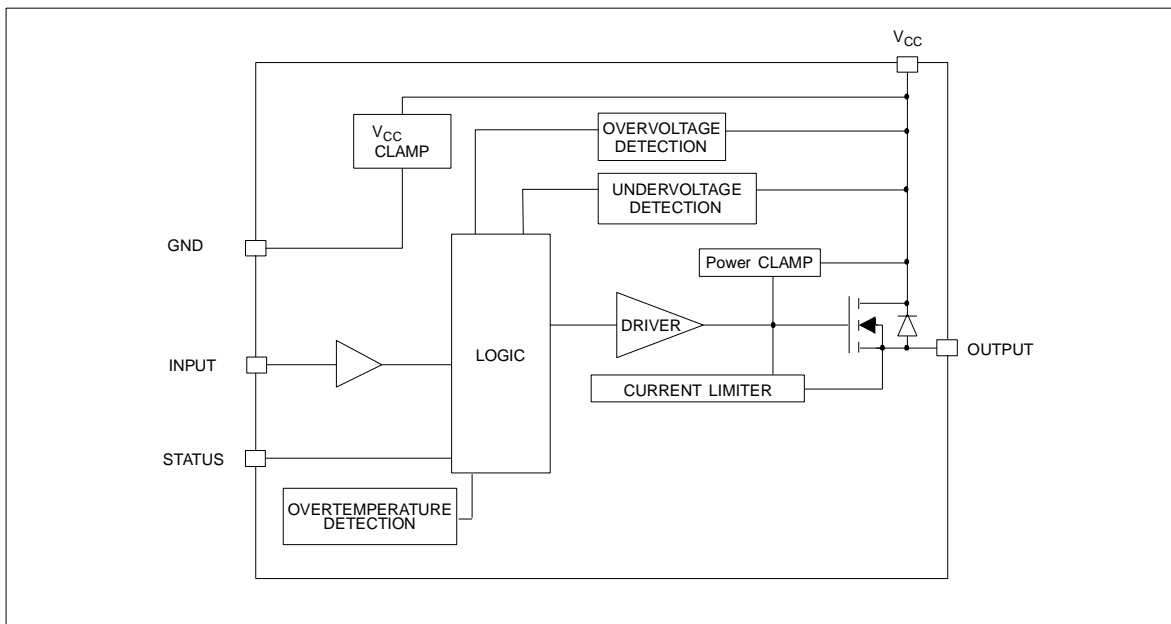 VCC
VCC
CLAMP
OVERVOLTAGE
DETECTION
UNDERVOLTAGE
DETECTION
GND
Power CLAMP
DRIVER
LOGIC
OUTPUT
INPUT
CURRENT LIMITER
STATUS
OVERTEMPERATURE
DETECTION